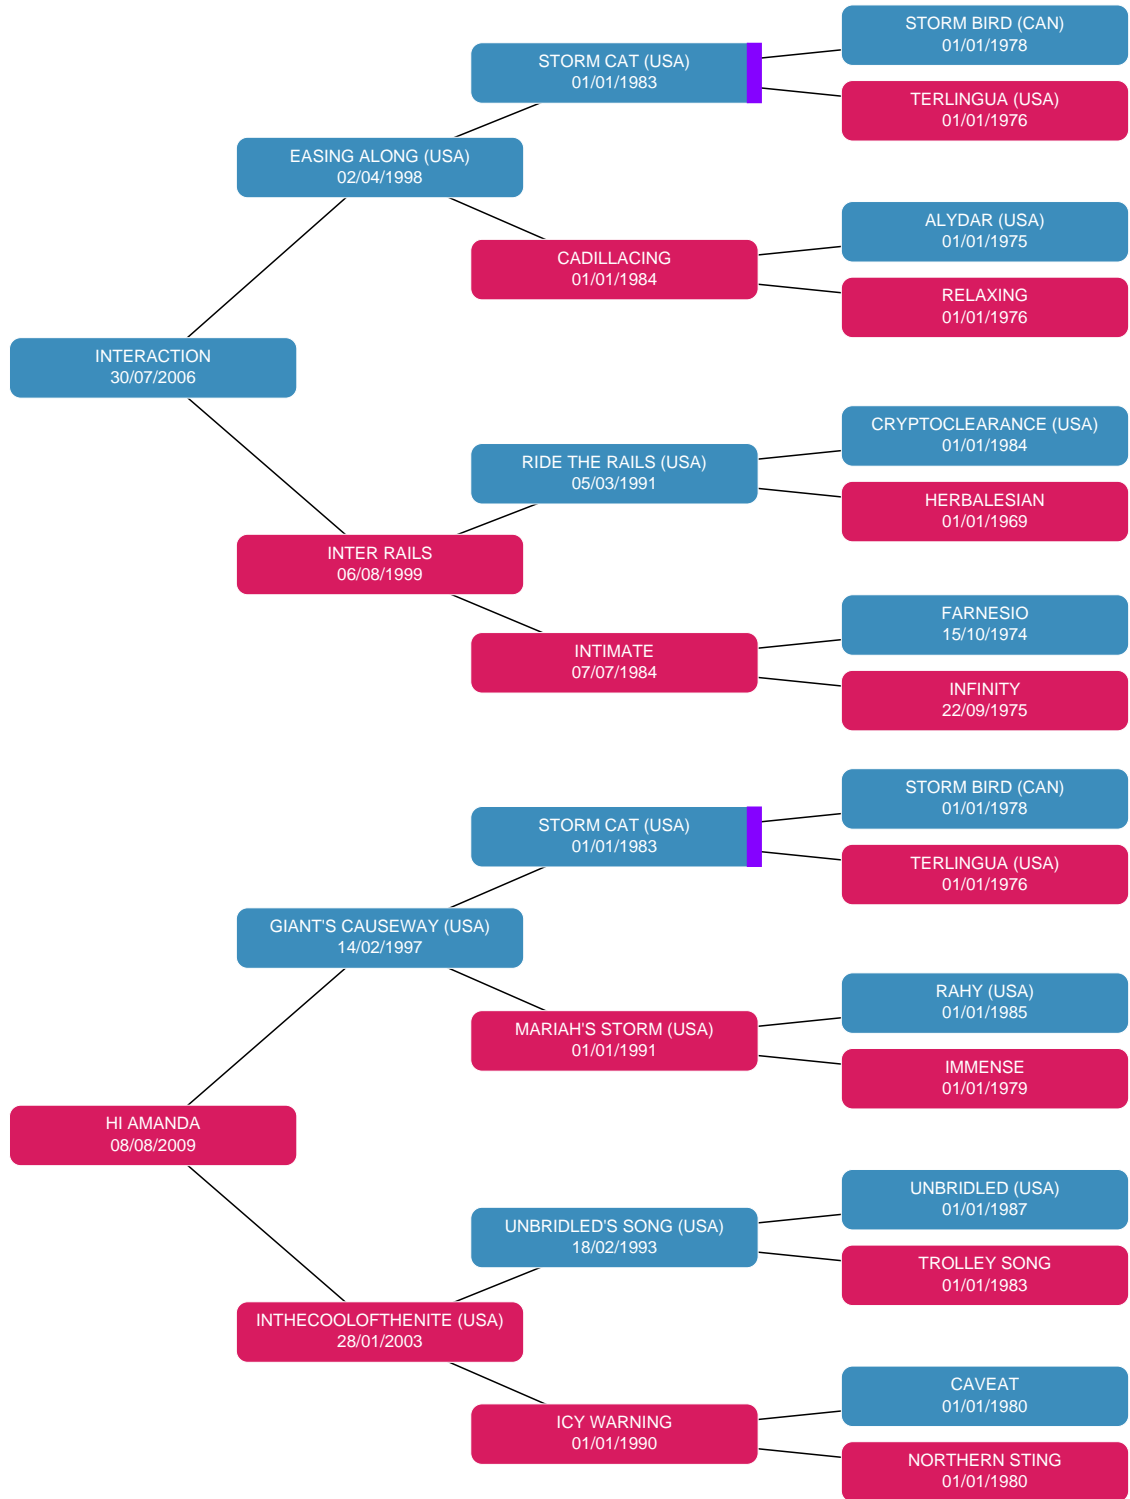 STORM BIRD (CAN)
01/01/1978
STORM CAT (USA)
01/01/1983
TERLINGUA (USA)
01/01/1976
EASING ALONG (USA)
02/04/1998
ALYDAR (USA)
01/01/1975
CADILLACING
01/01/1984
RELAXING
01/01/1976
INTERACTION
30/07/2006
CRYPTOCLEARANCE (USA)
01/01/1984
RIDE THE RAILS (USA)
05/03/1991
HERBALESIAN
01/01/1969
INTER RAILS
06/08/1999
FARNESIO
15/10/1974
INTIMATE
07/07/1984
INFINITY
22/09/1975
STORM BIRD (CAN)
01/01/1978
STORM CAT (USA)
01/01/1983
TERLINGUA (USA)
01/01/1976
GIANT'S CAUSEWAY (USA)
14/02/1997
RAHY (USA)
01/01/1985
MARIAH'S STORM (USA)
01/01/1991
IMMENSE
01/01/1979
HI AMANDA
08/08/2009
UNBRIDLED (USA)
01/01/1987
UNBRIDLED'S SONG (USA)
18/02/1993
TROLLEY SONG
01/01/1983
INTHECOOLOFTHENITE (USA)
28/01/2003
CAVEAT
01/01/1980
ICY WARNING
01/01/1990
NORTHERN STING
01/01/1980